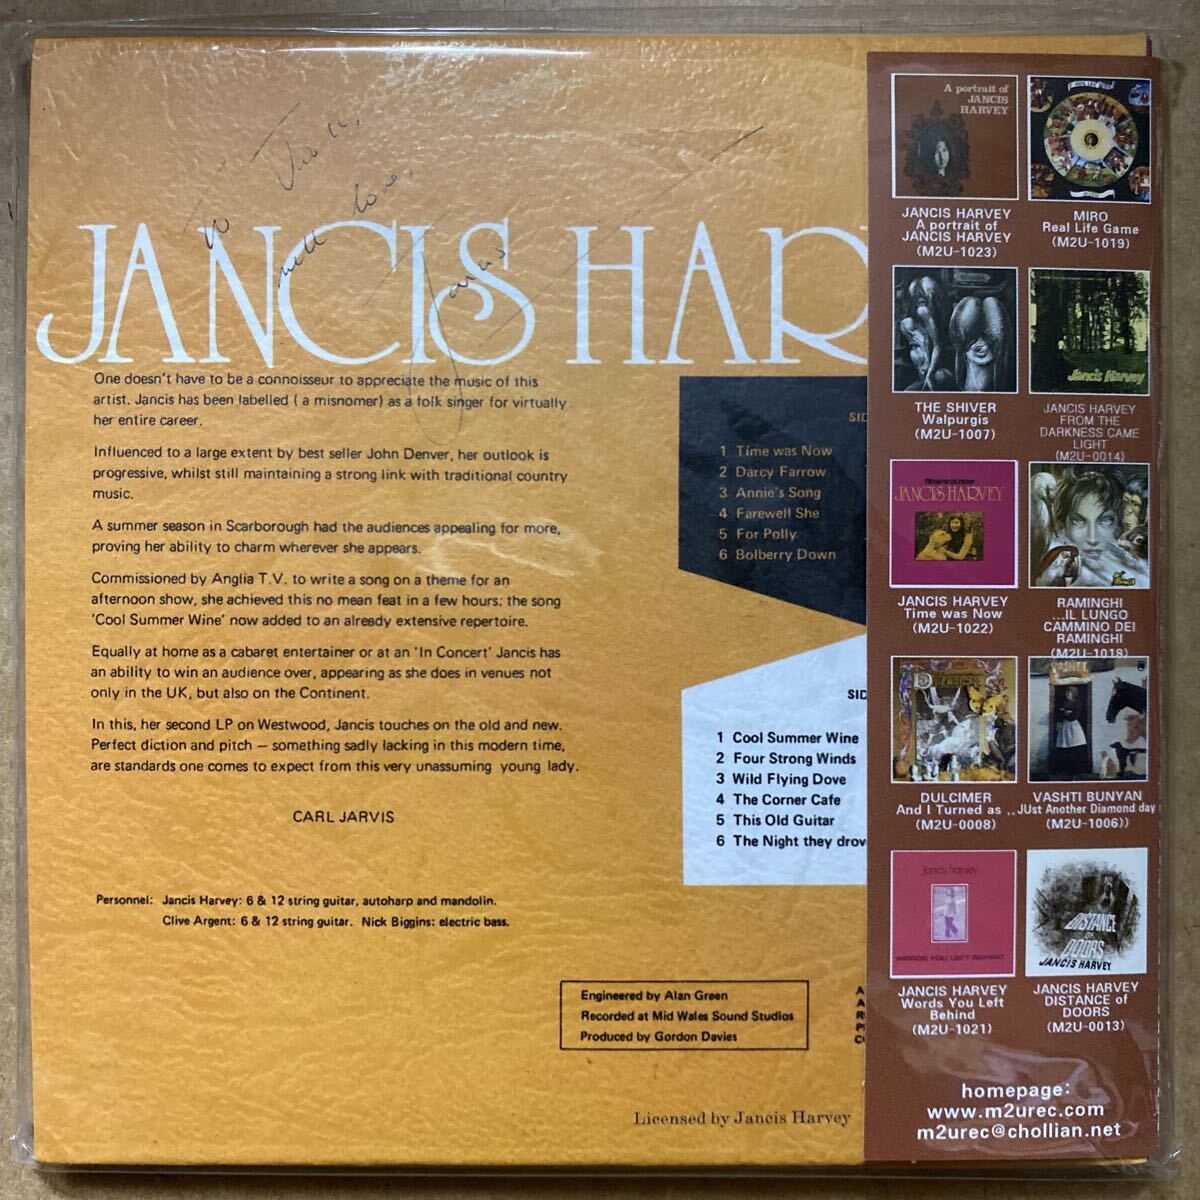 To
with love,
Jancis
JANCIS HAR
One doesn't have to be a connoisseur to appreciate the music of this
artist. Jancis has been labelled ( a misnomer) as a folk singer for virtually
her entire career.
Influenced to a large extent by best seller John Denver, her outlook is
progressive, whilst still maintaining a strong link with traditional country
music.
A summer season in Scarborough had the audiences appealing for more,
proving her ability to charm wherever she appears.
Commissioned by Anglia T.V. to write a song on a theme for an
afternoon show, she achieved this no mean feat in a few hours; the song
'Cool Summer Wine' now added to an already extensive repertoire.
Equally at home as a cabaret entertainer or at an 'In Concert' Jancis has
an ability to win an audience over, appearing as she does in venues not
only in the UK, but also on the Continent.
In this, her second LP on Westwood, Jancis touches on the old and new.
Perfect diction and pitch – something sadly lacking in this modern time,
are standards one comes to expect from this very unassuming young lady.
CARL JARVIS
Personnel: Jancis Harvey: 6 & 12 string guitar, autoharp and mandolin.
Clive Argent: 6 & 12 string guitar. Nick Biggins: electric bass.
SID
1 Time was Now
2 Darcy Farrow
3 Annie's Song
4 Farewell She
5 For Polly
6 Bolberry Down
SID
1 Cool Summer Wine
2 Four Strong Winds
3 Wild Flying Dove
4 The Corner Cafe
5 This Old Guitar
6 The Night they drov
Engineered by Alan Green
Recorded at Mid Wales Sound Studios
Produced by Gordon Davies
Licensed by Jancis Harvey
A portrait of
JANCIS
HARVEY
JANCIS HARVEY
A portrait of
JANCIS HARVEY
(M2U-1023)
MIRO
Real Life Game
(M2U-1019)
THE SHIVER
Walpurgis
(M2U-1007)
Jancis Harvey
JANCIS HARVEY
FROM THE
DARKNESS CAME
LIGHT
(M2U-0014)
time was now
JANCIS HARVEY
JANCIS HARVEY
Time was Now
(M2U-1022)
RAMINGHI
...IL LUNGO
CAMMINO DEI
RAMINGHI
(M2U-1018)
DULCIMER
And I Turned as ..
(M2U-0008)
VASHTI BUNYAN
JUst Another Diamond day
(M2U-1006))
jancis harvey
WORDS YOU LEFT BEHIND
JANCIS HARVEY
Words You Left
Behind
(M2U-1021)
DISTANCE
OF
DOORS
JANCIS HARVEY
JANCIS HARVEY
DISTANCE of
DOORS
(M2U-0013)
homepage:
www.m2urec.com
m2urec@chollian.net